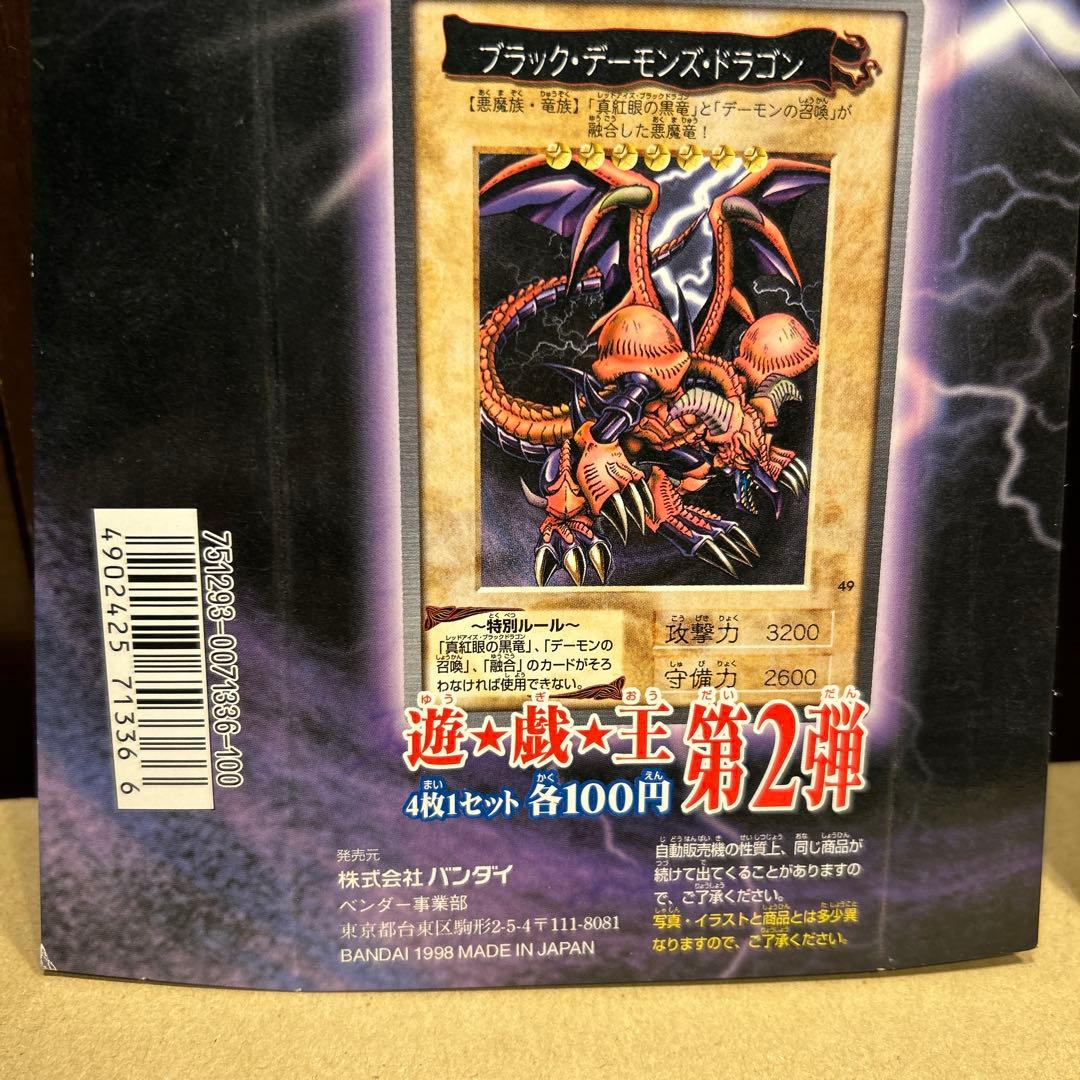 ブラック・デーモンズ・ドラゴン
【悪魔族・竜族】「真紅眼の黒竜」と「デーモンの召喚」が
融合した悪魔竜!
49
~特別ルール~
「真紅眼の黒竜」、「デーモンの
召喚」、「融合」のカードがそろ
わなければ使用できない。
攻撃力 3200
守備力 2600
遊★戯★王 第2弾
4枚1セット 各100円
751293-0071336-100
4902425 71336 6
発売元
株式会社 バンダイ
ベンダー事業部
東京都台東区駒形2-5-4〒111-8081
BANDAI 1998 MADE IN JAPAN
自動販売機の性質上、同じ商品が
続けて出てくることがありますの
で、ご了承ください。
写真・イラストと商品とは多少異
なりますので、ご了承ください。